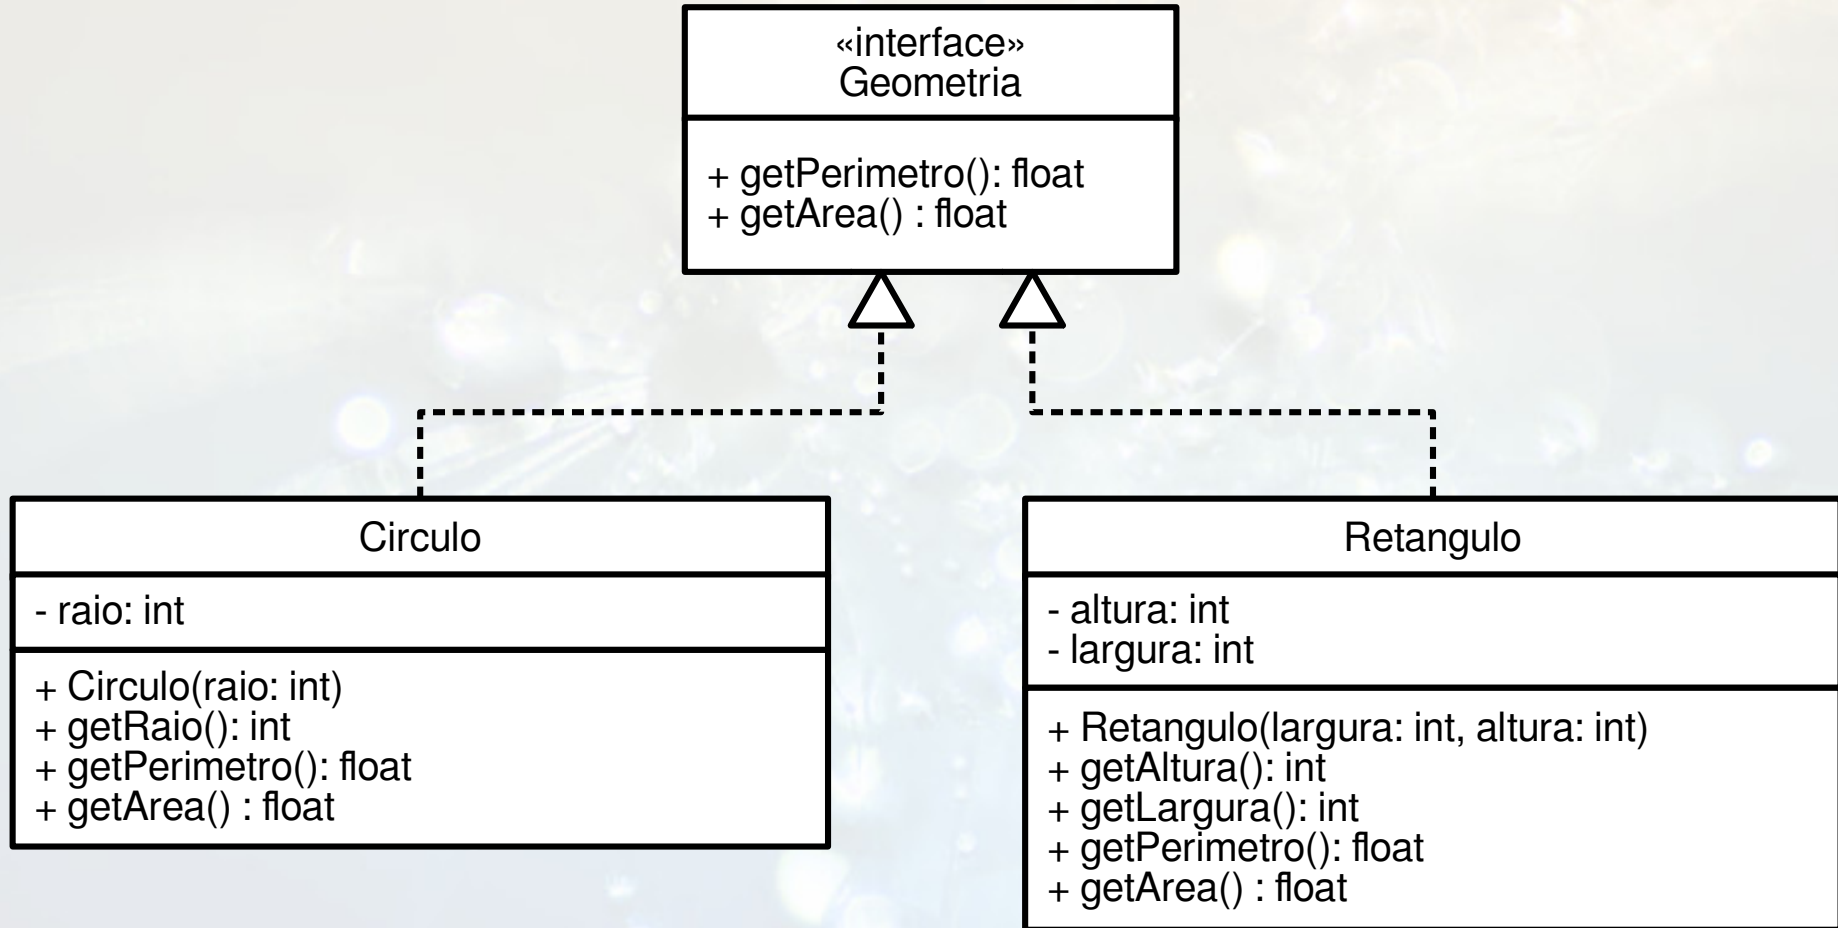 «interface»
Geometria
+ getPerimetro(): float
+ getArea() : float
Circulo
- raio: int
+ Circulo(raio: int)
+ getRaio(): int
+ getPerimetro(): float
+ getArea() : float
Retangulo
- altura: int
- largura: int
+ Retangulo(largura: int, altura: int)
+ getAltura(): int
+ getLargura(): int
+ getPerimetro(): float
+ getArea() : float